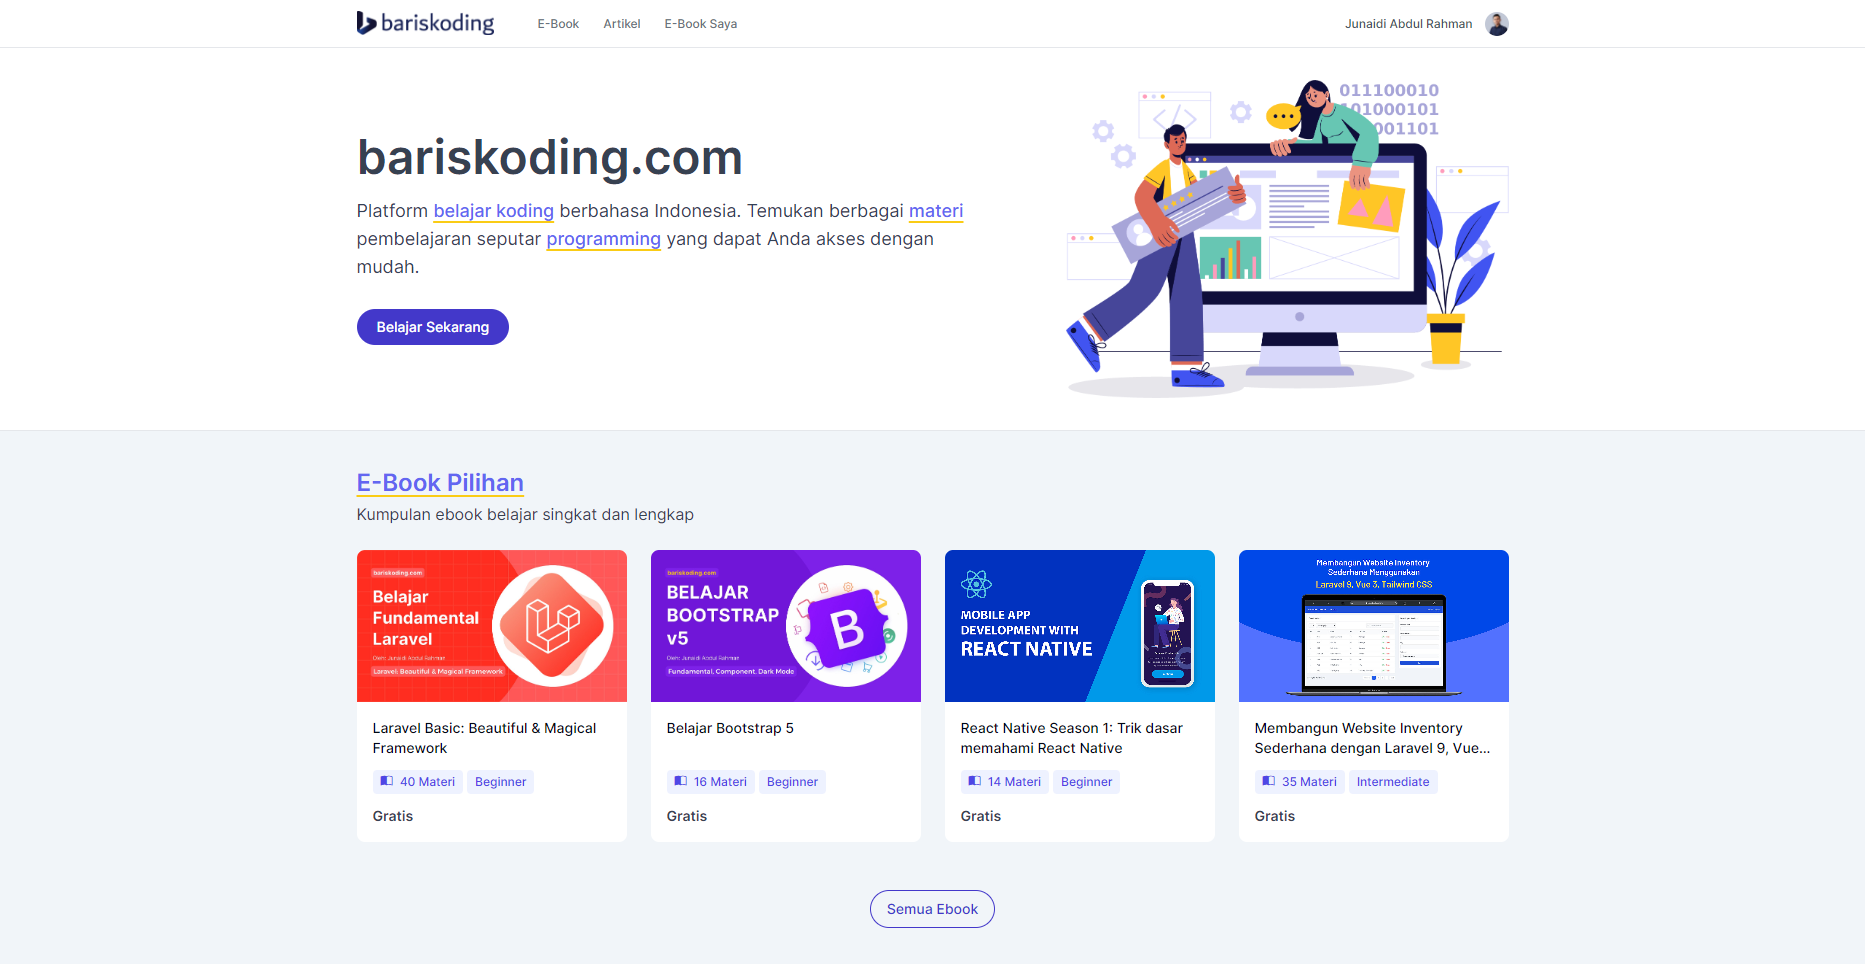 bariskoding
E-Book
Artikel
E-Book Saya
Junaidi Abdul Rahman
bariskoding.com
Platform belajar koding berbahasa Indonesia. Temukan berbagai materi
pembelajaran seputar programming yang dapat Anda akses dengan
mudah.
Belajar Sekarang
011100010
101000101
001101
E-Book Pilihan
Kumpulan ebook belajar singkat dan lengkap
bariskoding.com
Belajar
Fundamental
Laravel
Oleh: Junaidi Abdul Rahman
Laravel: Beautiful & Magical Framework
Laravel Basic: Beautiful & Magical
Framework
40 Materi
Beginner
Gratis
bariskoding.com
BELAJAR
BOOTSTRAP
v5
Oleh: Junaidi Abdul Rahman
Fundamental, Component, Dark Mode
B
Belajar Bootstrap 5
16 Materi
Beginner
Gratis
MOBILE APP
DEVELOPMENT WITH
REACT NATIVE
React Native Season 1: Trik dasar
memahami React Native
14 Materi
Beginner
Gratis
Membangun Website Inventory
Sederhana Menggunakan
Laravel 9, Vue 3, Tailwind CSS
Membangun Website Inventory
Sederhana dengan Laravel 9, Vue...
35 Materi
Intermediate
Gratis
Semua Ebook